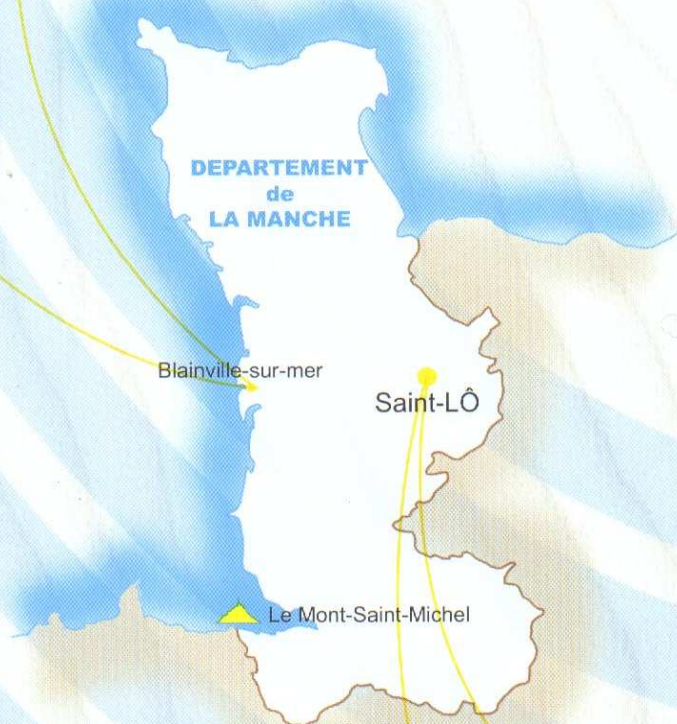 DEPARTEMENT
de
LA MANCHE
Blainville-sur-mer
Saint-LÔ
Le Mont-Saint-Michel